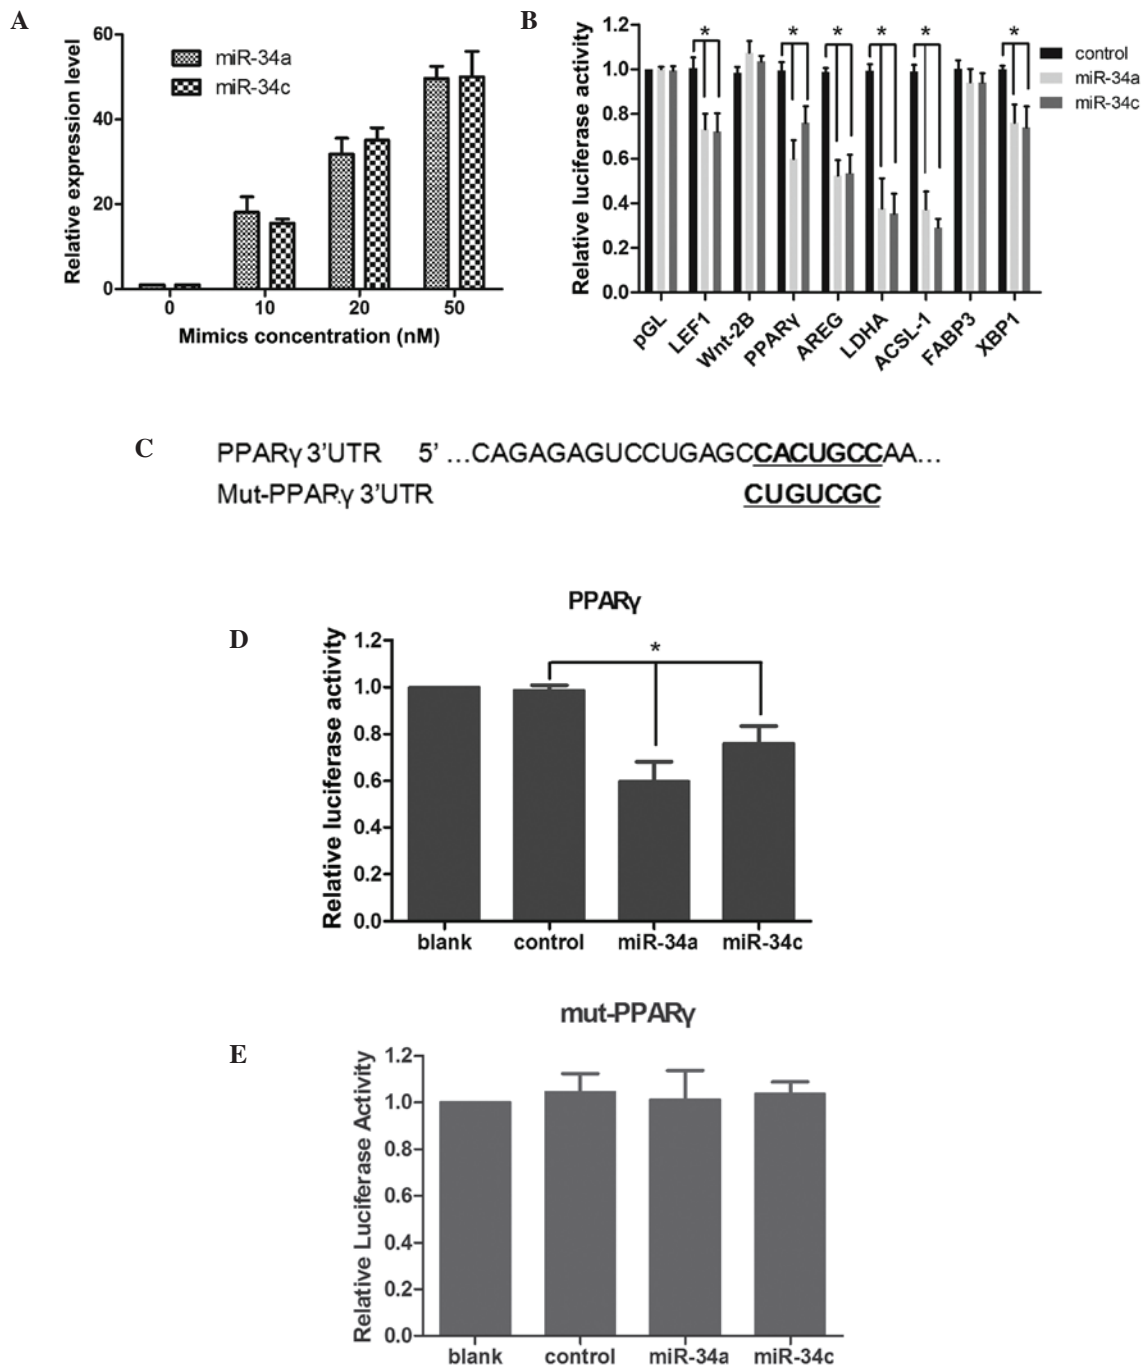 A
Relative expression level
60
40
20
0
miR-34a
miR-34c
0 10 20 50
Mimics concentration (nM)
B
Relative luciferase activity
1.2
1.0
0.8
0.6
0.4
0.2
0.0
* * * * * *
control
miR-34a
miR-34c
pGL LEF1 Wnt-2B PPARγ AREG LDHA ACSL-1 FABP3 XBP1
C
PPARγ 3'UTR 5' ...CAGAGAGUCCUGAGCCACUGCCAA...
Mut-PPARγ 3'UTR CUGUCGC
D
PPARγ
Relative luciferase activity
1.2
1.0
0.8
0.6
0.4
0.2
0.0
*
blank control miR-34a miR-34c
E
mut-PPARγ
Relative Luciferase Activity
1.2
1.0
0.8
0.6
0.4
0.2
0.0
blank control miR-34a miR-34c